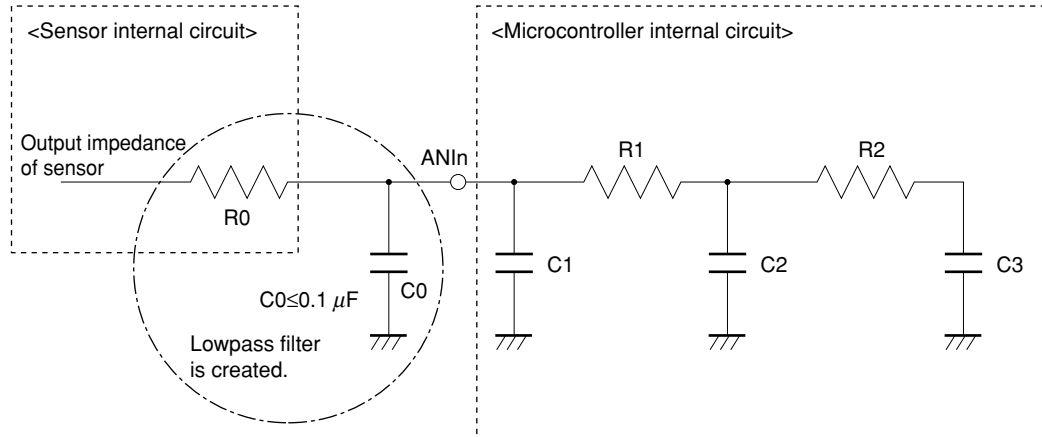 <Sensor internal circuit>
<Microcontroller internal circuit>
Output impedance
of sensor
R0
ANIn
R1
R2
C0
C0≤0.1 μF
C1
C2
C3
Lowpass filter
is created.